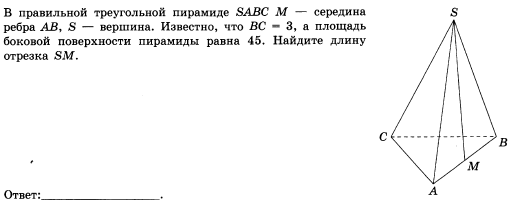 В правильной треугольной пирамиде SABC M — середина
ребра AB, S — вершина. Известно, что BC = 3, а площадь
боковой поверхности пирамиды равна 45. Найдите длину
отрезка SM.
S
C
B
M
A
Ответ:____________________.